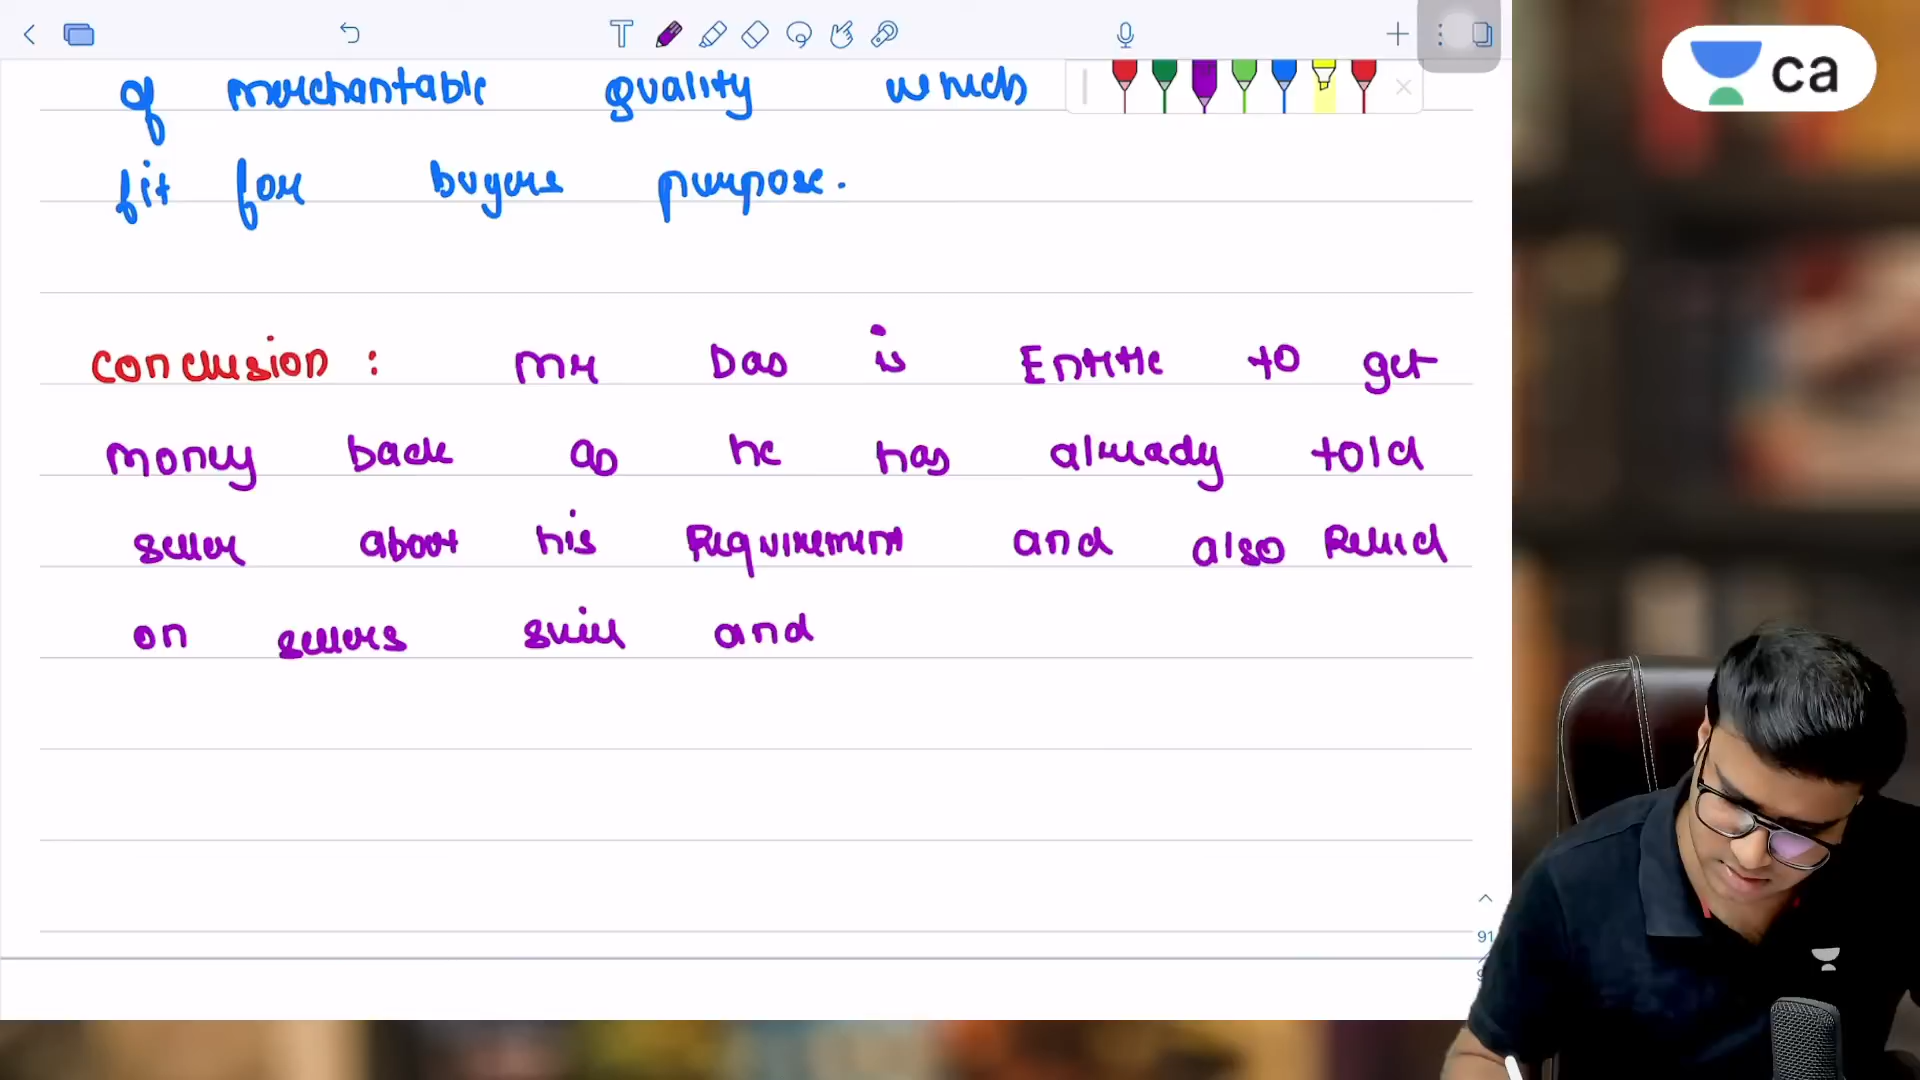 ca
of merchantable quality which
fit for buyers purpose.
Conclusion : Mr Das is Entitle to get
money back as he has already told
seller about his Requirement and also Relied
on sellers skill and
91